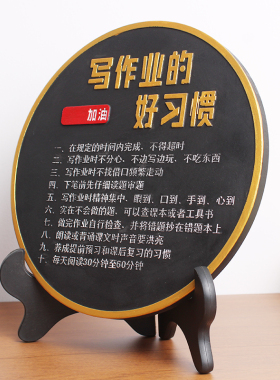 写作业的
加油
好习惯
一、在规定的时间内完成、不得超时
二、写作业时不分心、不边写边玩、不吃东西
三、写作业时不找借口频繁走动
四、下笔前先仔细读题审题
五、写作业时精神集中、眼到、口到、手到、心到
六、实在不会做的题、可以查课本或者工具书
七、做完作业自行检查、并将错题抄在错题本上
八、朗读或背诵课文时声音要洪亮
九、养成提前预习和课后复习的习惯
十、每天阅读30分钟至60分钟